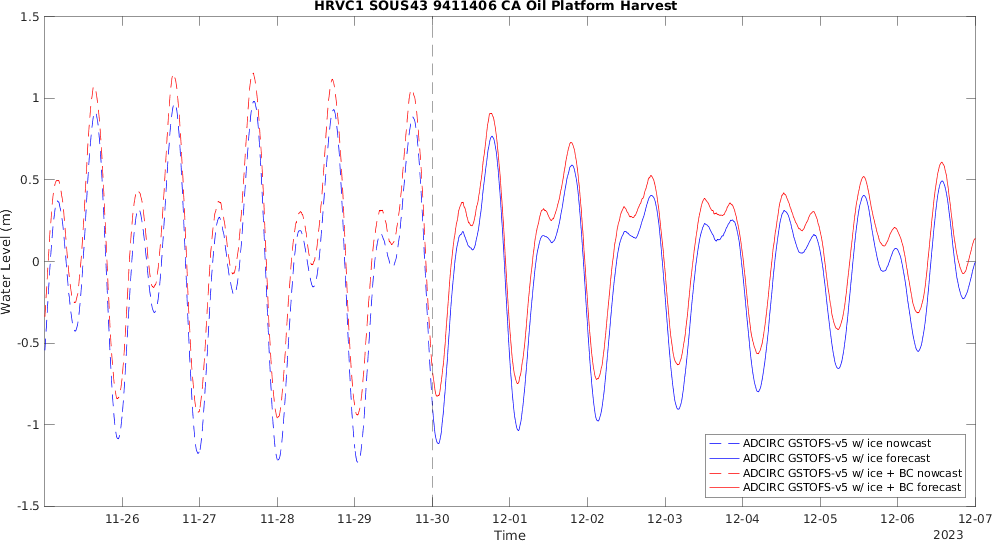 HRVC1 SOUS43 9411406 CA Oil Platform Harvest
1.5
1
0.5
0
-0.5
-1
-1.5
Water Level (m)
11-26 11-27 11-28 11-29 11-30 12-01 12-02 12-03 12-04 12-05 12-06 12-07
Time
2023
ADCIRC GSTOFS-v5 w/ ice nowcast
ADCIRC GSTOFS-v5 w/ ice forecast
ADCIRC GSTOFS-v5 w/ ice + BC nowcast
ADCIRC GSTOFS-v5 w/ ice + BC forecast